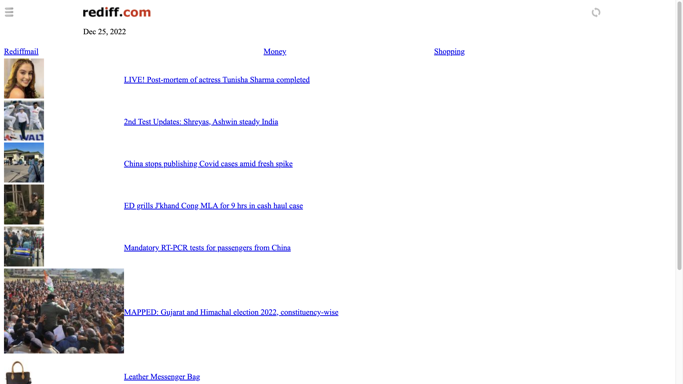 rediff.com
Dec 25, 2022
Rediffmail Money Shopping
LIVE! Post-mortem of actress Tunisha Sharma completed
2nd Test Updates: Shreyas, Ashwin steady India
China stops publishing Covid cases amid fresh spike
ED grills J'khand Cong MLA for 9 hrs in cash haul case
Mandatory RT-PCR tests for passengers from China
MAPPED: Gujarat and Himachal election 2022, constituency-wise
Leather Messenger Bag